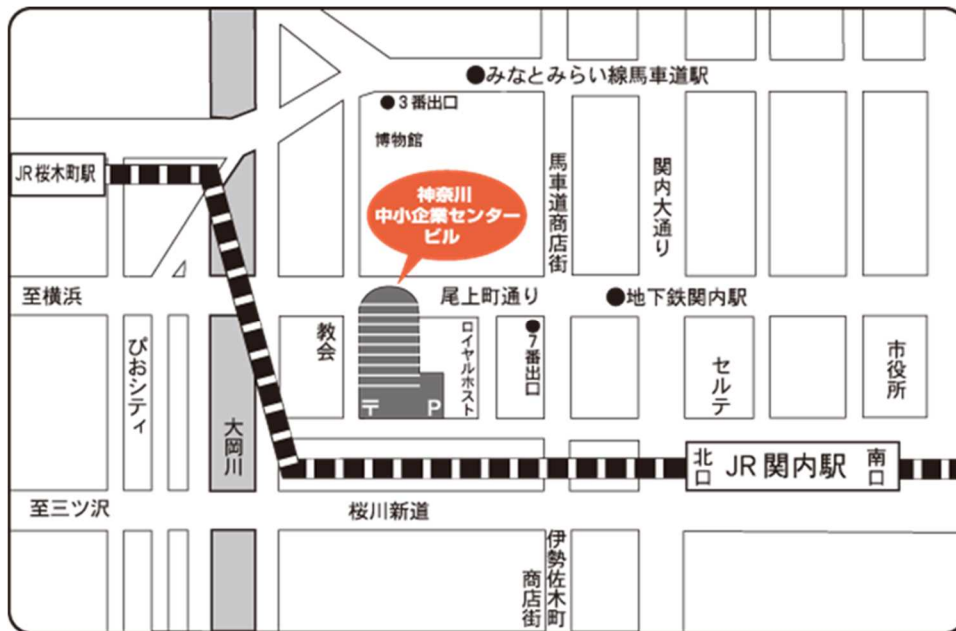 ●みなとみらい線馬車道駅
●3番出口
博物館
JR桜木町駅
神奈川
中小企業センター
ビル
馬車道商店街
関内大通り
至横浜
尾上町通り
●地下鉄関内駅
ぴおシティ
教会
ロイヤルホスト
●7番出口
セルテ
市役所
〒
P
大岡川
北口
JR関内駅
南口
至三ツ沢
桜川新道
伊勢佐木町
商店街